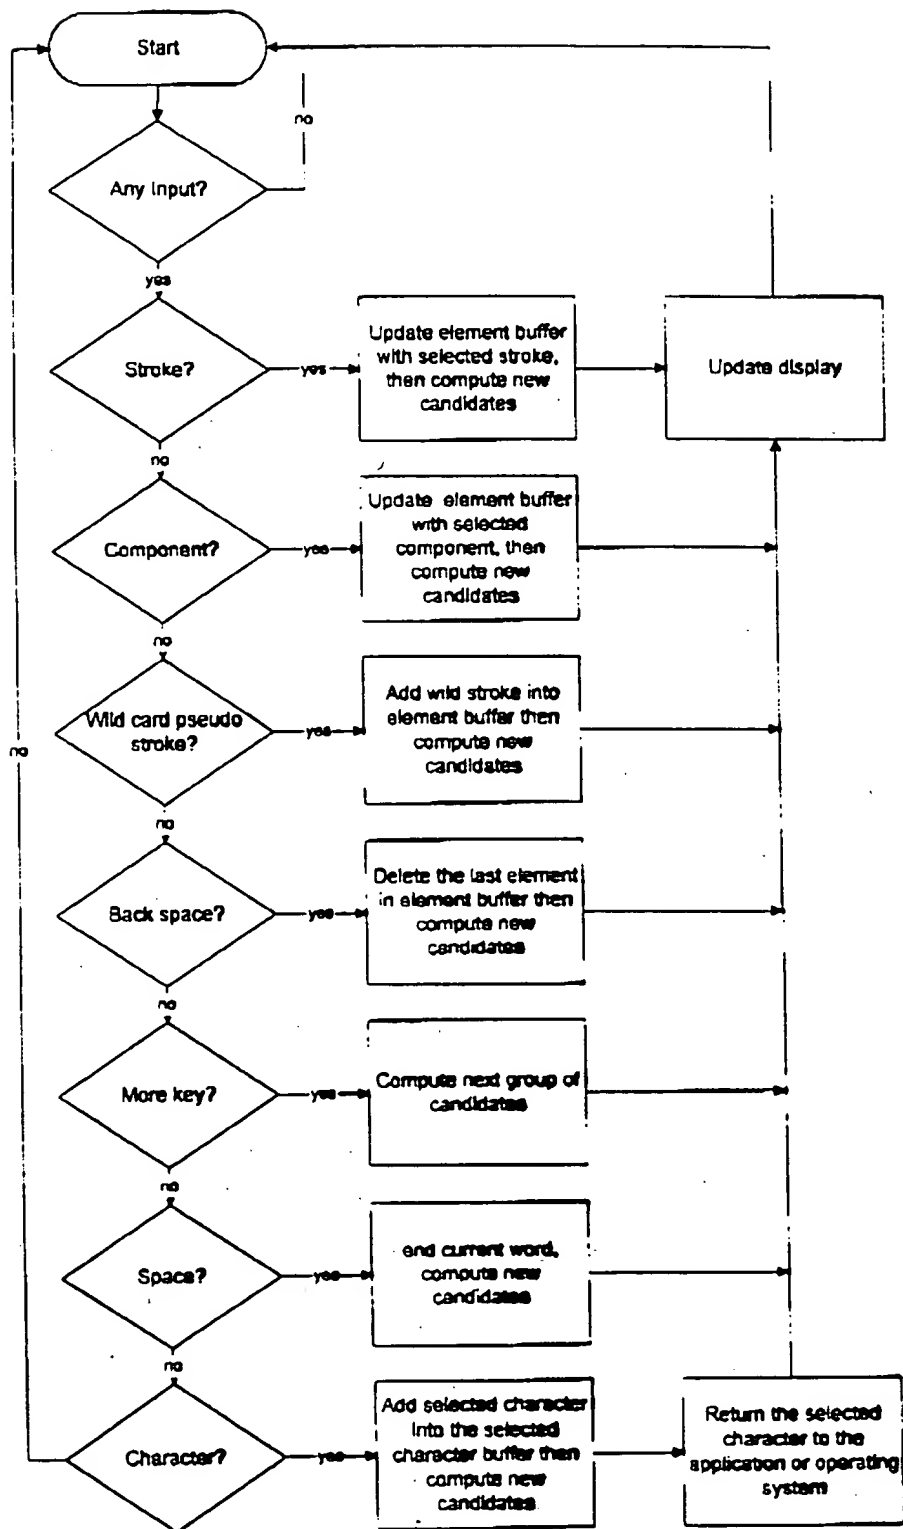 Start
no
Any Input?
yes
Stroke?
yes
Update element buffer
with selected stroke,
then compute new
candidates
Update display
no
Component?
yes
Update element buffer
with selected
component, then
compute new
candidates
no
Wild card pseudo
stroke?
yes
Add wild stroke into
element buffer then
compute new
candidates
no
no
Back space?
yes
Delete the last element
in element buffer then
compute new
candidates
no
More key?
yes
Compute next group of
candidates
no
Space?
yes
end current word,
compute new
candidates
no
Character?
yes
Add selected character
Into the selected
character buffer then
compute new
candidates
Return the selected
character to the
application or operating
system